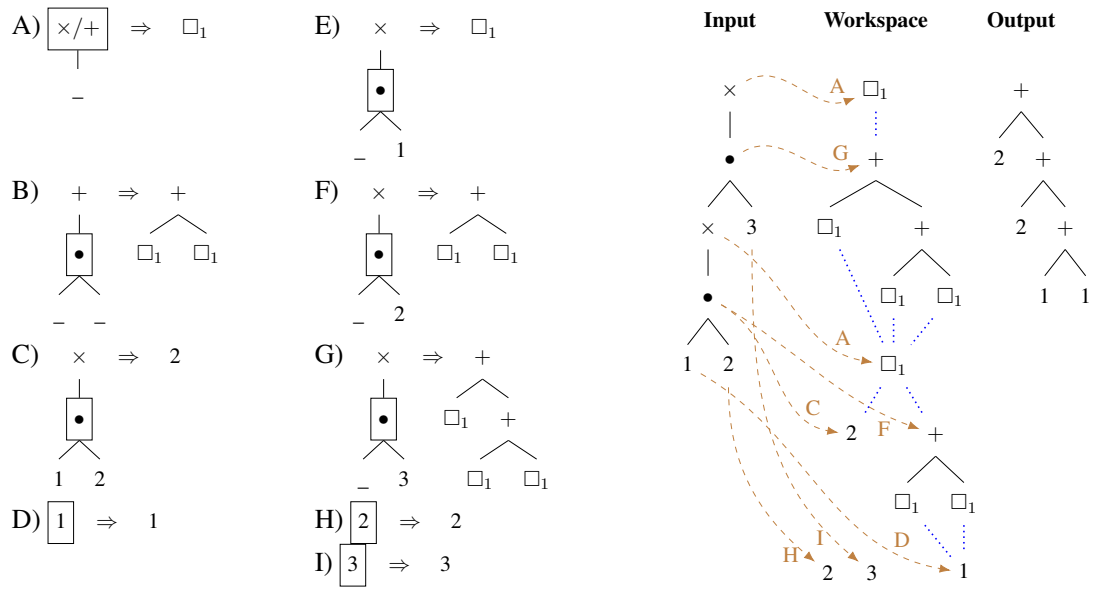 A) ×/+ ⇒ □₁
_
E) × ⇒ □₁
•
_ 1
B) + ⇒ +
• □₁ □₁
_ _
F) × ⇒ +
• □₁ □₁
_ 2
C) × ⇒ 2
•
1 2
G) × ⇒ +
• □₁ +
_ 3 □₁ □₁
D) 1 ⇒ 1
H) 2 ⇒ 2
I) 3 ⇒ 3
Input Workspace Output
× A □₁ +
• G + 2 +
× 3 □₁ + 2 +
• □₁ □₁ 1 1
1 2 A □₁
C 2 F +
□₁ □₁
H I D
2 3 1